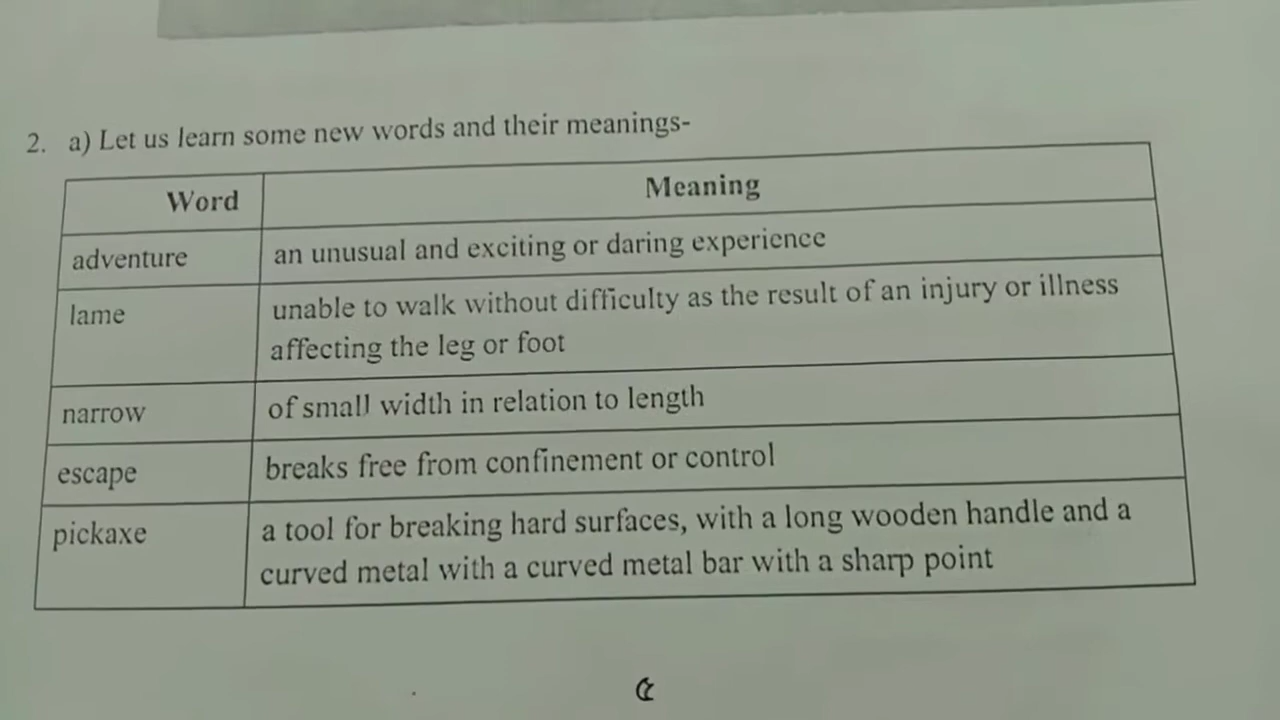 2. a) Let us learn some new words and their meanings-
Word Meaning
adventure an unusual and exciting or daring experience
lame unable to walk without difficulty as the result of an injury or illness
affecting the leg or foot
narrow of small width in relation to length
escape breaks free from confinement or control
pickaxe a tool for breaking hard surfaces, with a long wooden handle and a
curved metal with a curved metal bar with a sharp point